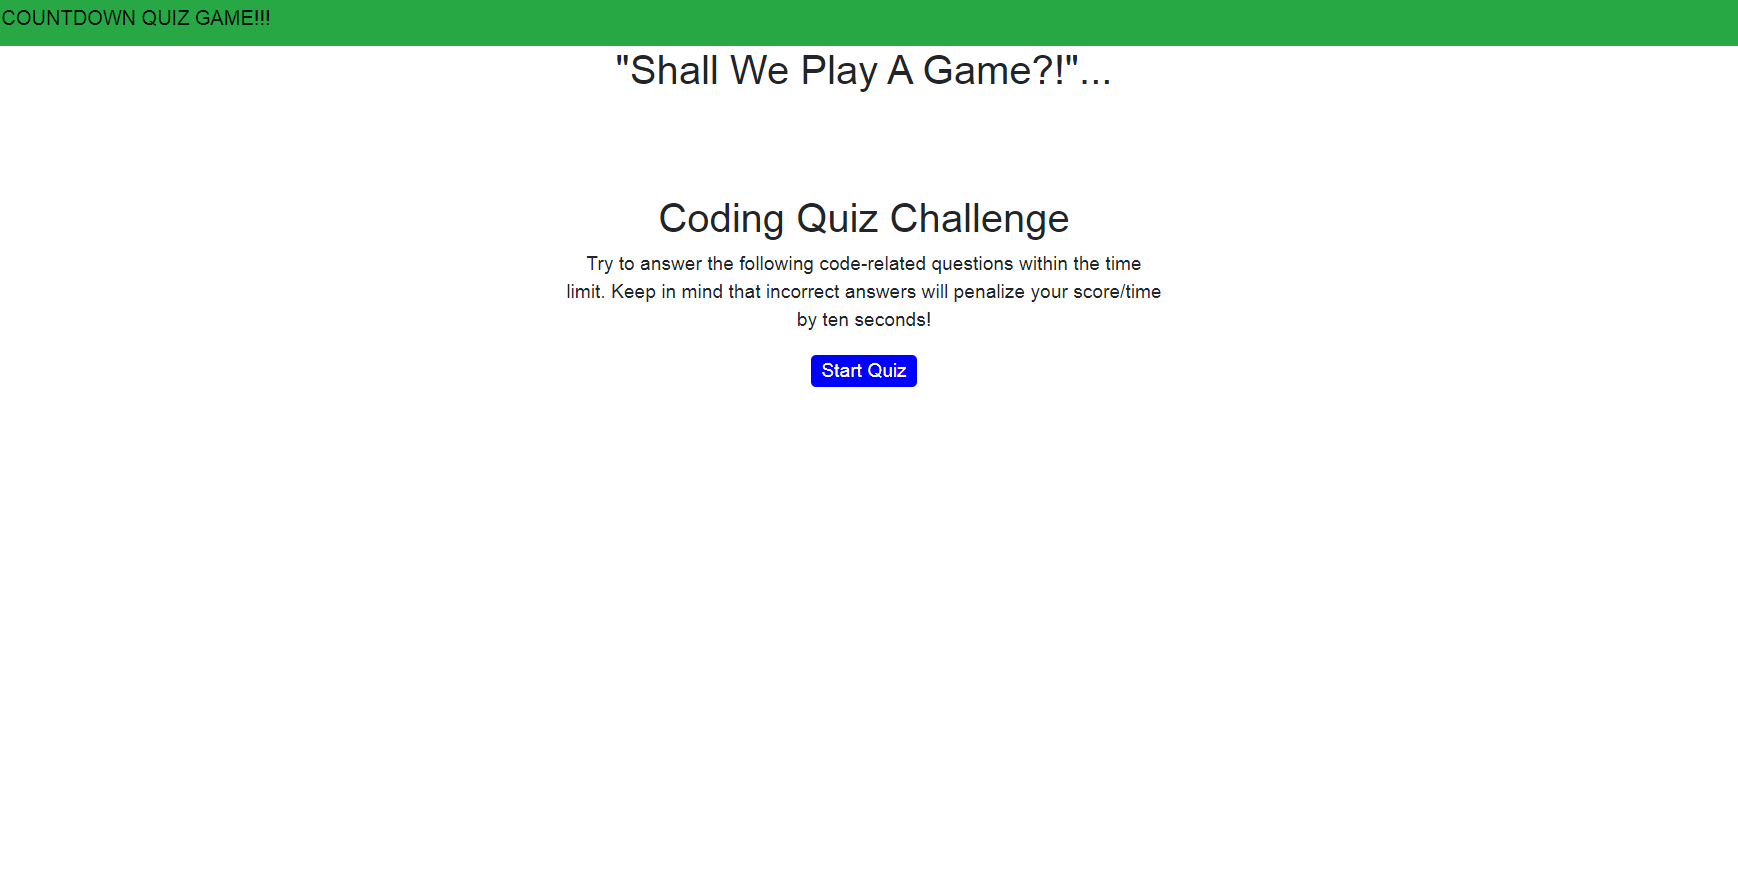 COUNTDOWN QUIZ GAME!!!
"Shall We Play A Game?!"...
Coding Quiz Challenge
Try to answer the following code-related questions within the time
limit. Keep in mind that incorrect answers will penalize your score/time
by ten seconds!
Start Quiz